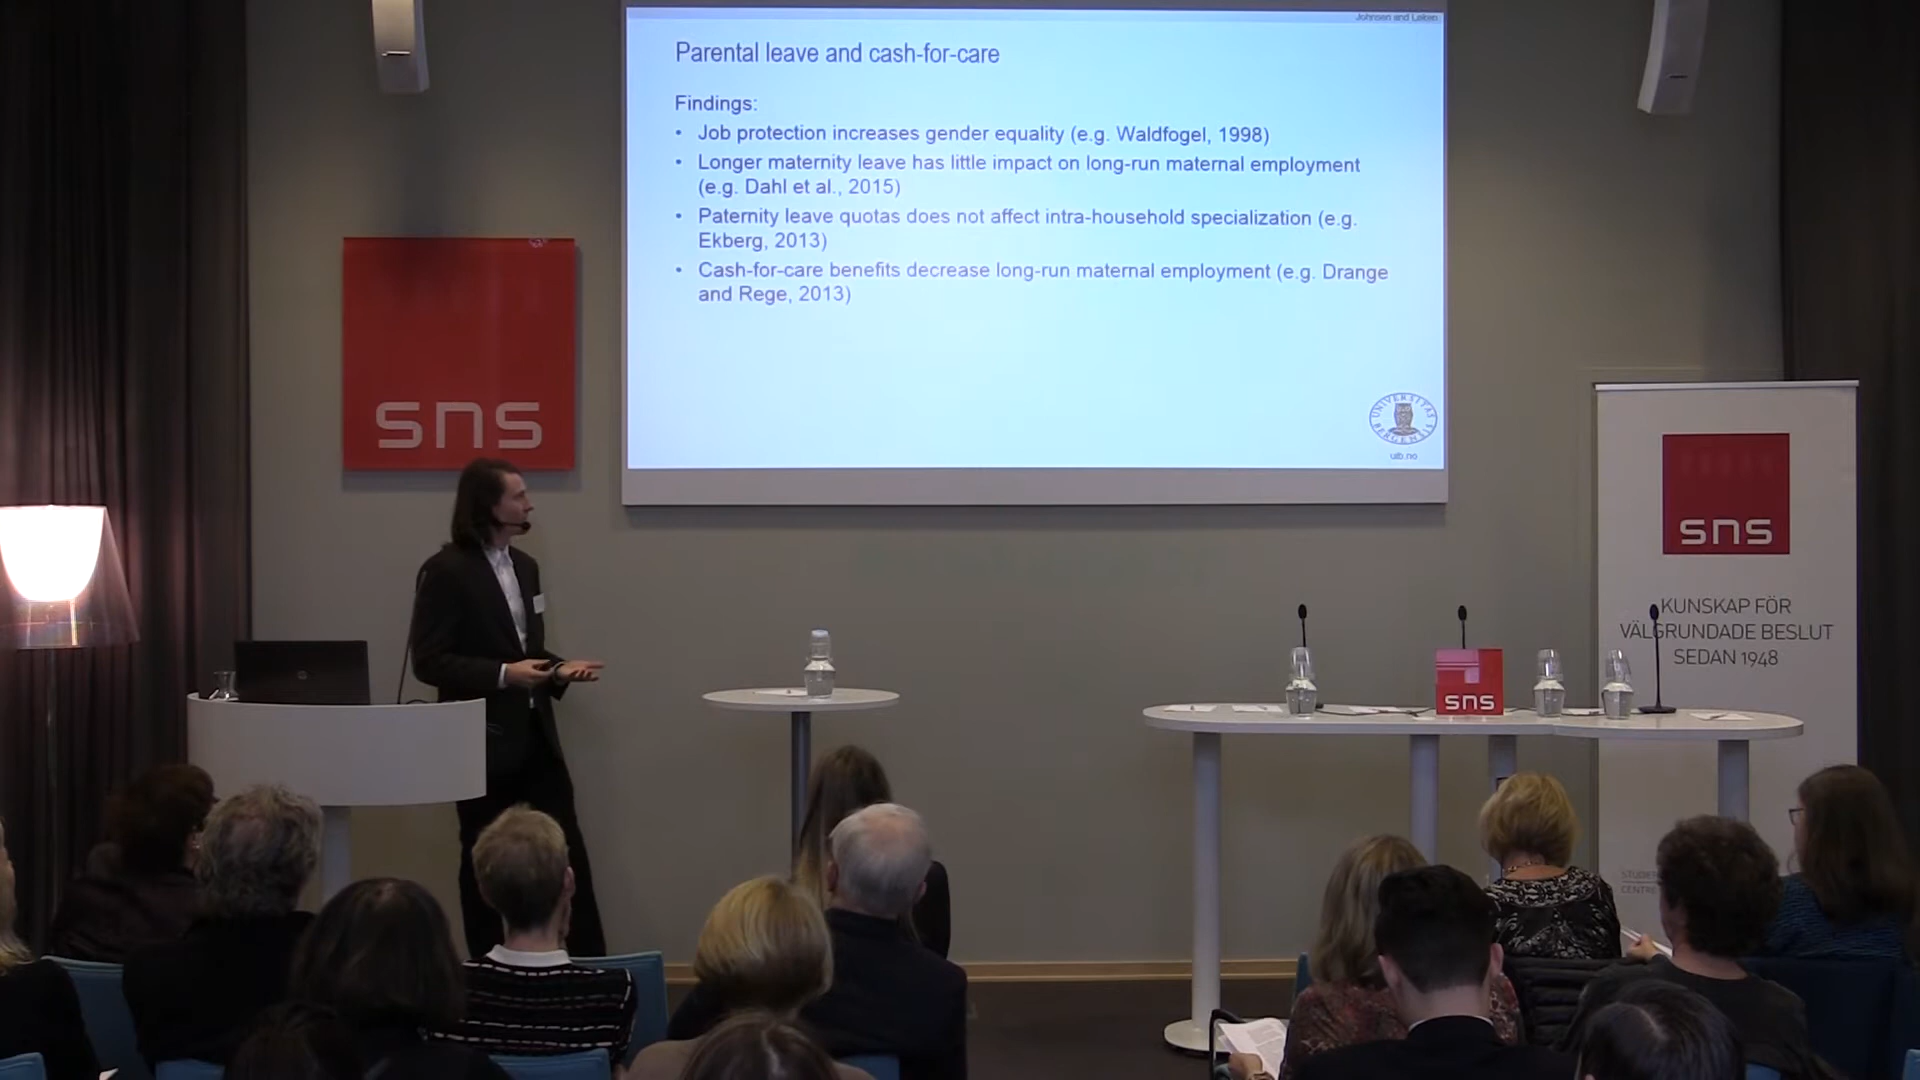 Johnsen and Løken
Parental leave and cash-for-care
Findings:
• Job protection increases gender equality (e.g. Waldfogel, 1998)
• Longer maternity leave has little impact on long-run maternal employment
(e.g. Dahl et al., 2015)
• Paternity leave quotas does not affect intra-household specialization (e.g.
Ekberg, 2013)
• Cash-for-care benefits decrease long-run maternal employment (e.g. Drange
and Rege, 2013)
UNIVERSITAS BERGENSIS
uib.no
sns
sns
KUNSKAP FÖR
VÄLGRUNDADE BESLUT
SEDAN 1948
sns